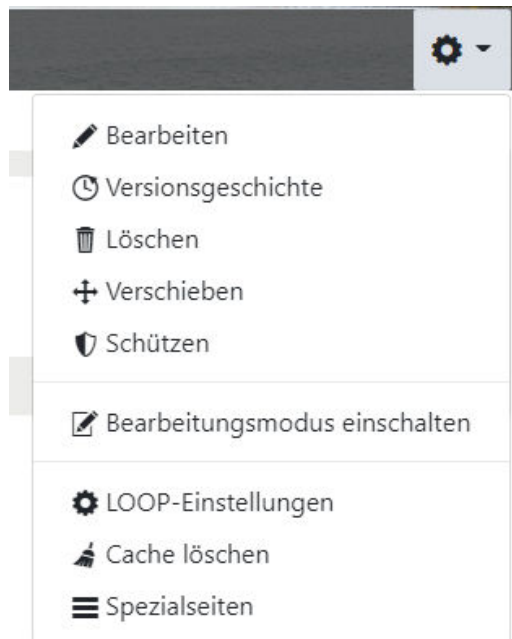 Bearbeiten
Versionsgeschichte
Löschen
Verschieben
Schützen
Bearbeitungsmodus einschalten
LOOP-Einstellungen
Cache löschen
Spezialseiten